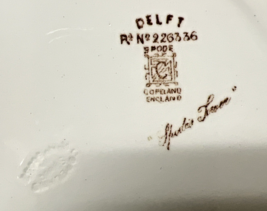 DELFT
Rd No 226336
SPODE
C
COPELAND
ENGLAND
"Spode's Tower"